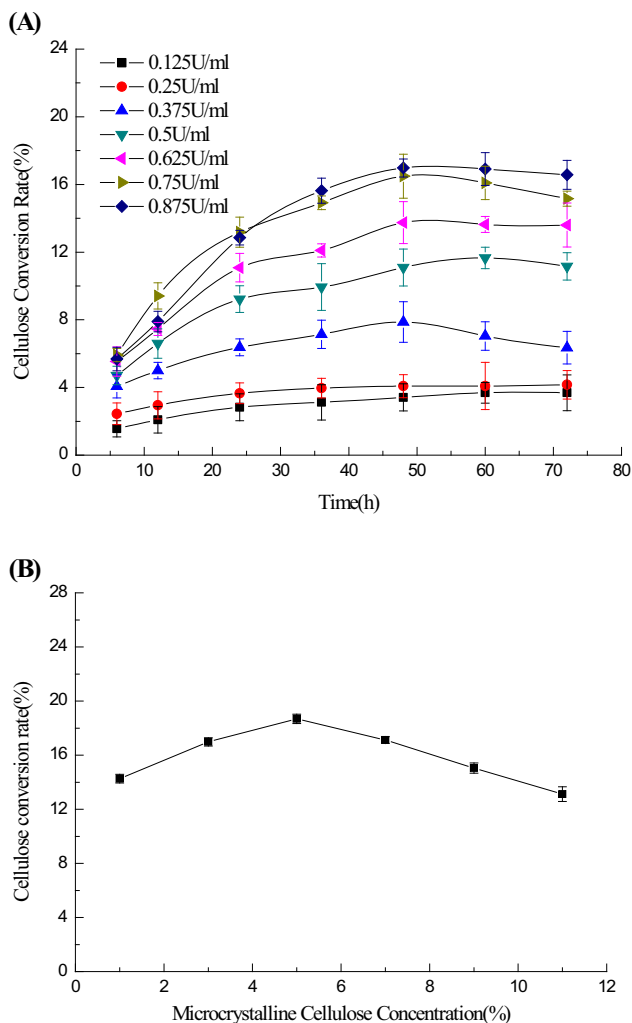 (A)
24
20
16
12
8
4
0
Cellulose Conversion Rate(%)
0.125U/ml
0.25U/ml
0.375U/ml
0.5U/ml
0.625U/ml
0.75U/ml
0.875U/ml
0 10 20 30 40 50 60 70 80
Time(h)
(B)
28
24
20
16
12
8
4
0
Cellulose conversion rate(%)
0 2 4 6 8 10 12
Microcrystalline Cellulose Concentration(%)